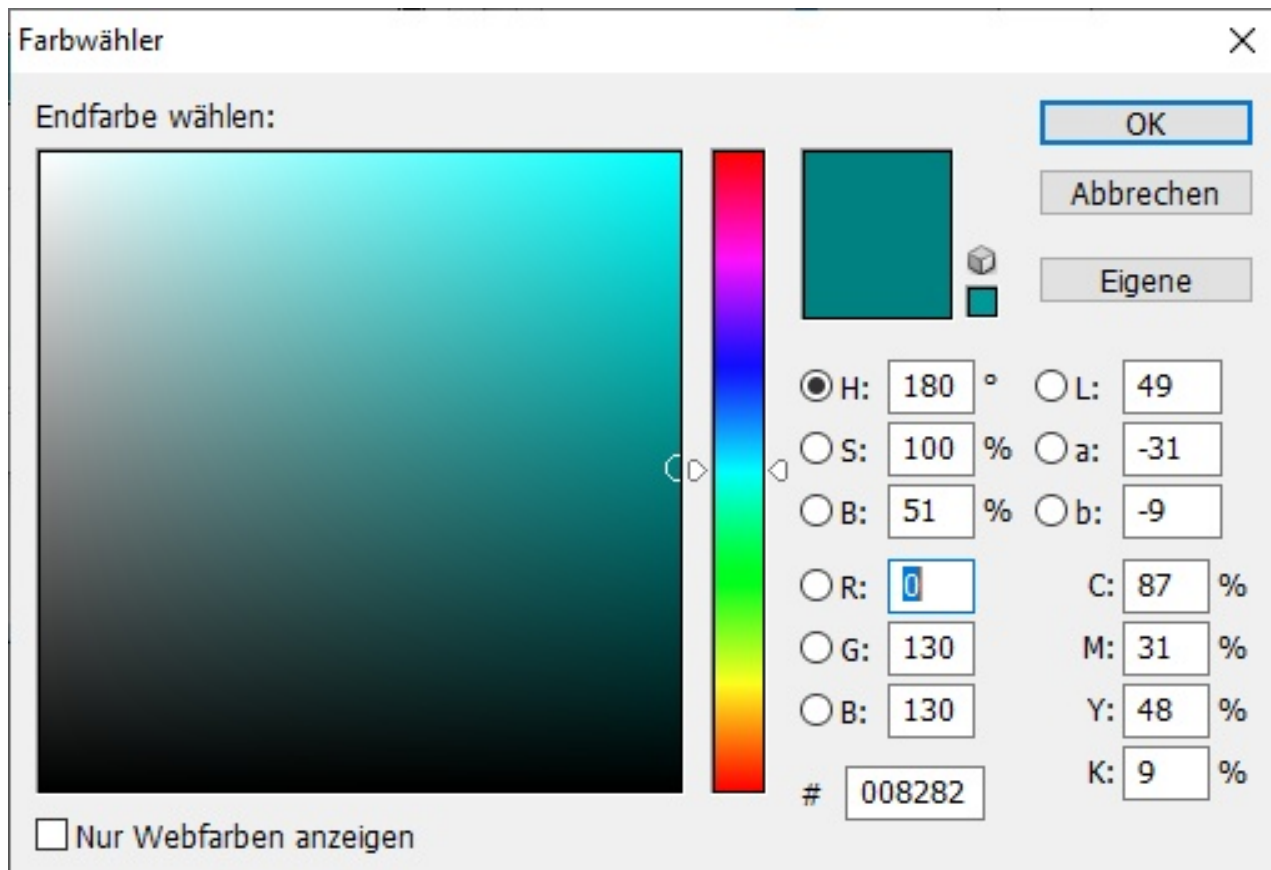 Farbwähler
Endfarbe wählen:
OK
Abbrechen
Eigene
H: 180 °
S: 100 %
B: 51 %
R: 0
G: 130
B: 130
# 008282
L: 49
a: -31
b: -9
C: 87 %
M: 31 %
Y: 48 %
K: 9 %
Nur Webfarben anzeigen